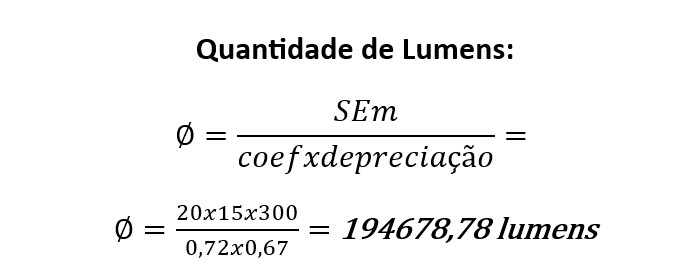 Quantidade de Lumens:
∅ = SEm / coefxdepreciação =
∅ = 20x15x300 / 0,72x0,67 = 194678,78 lumens